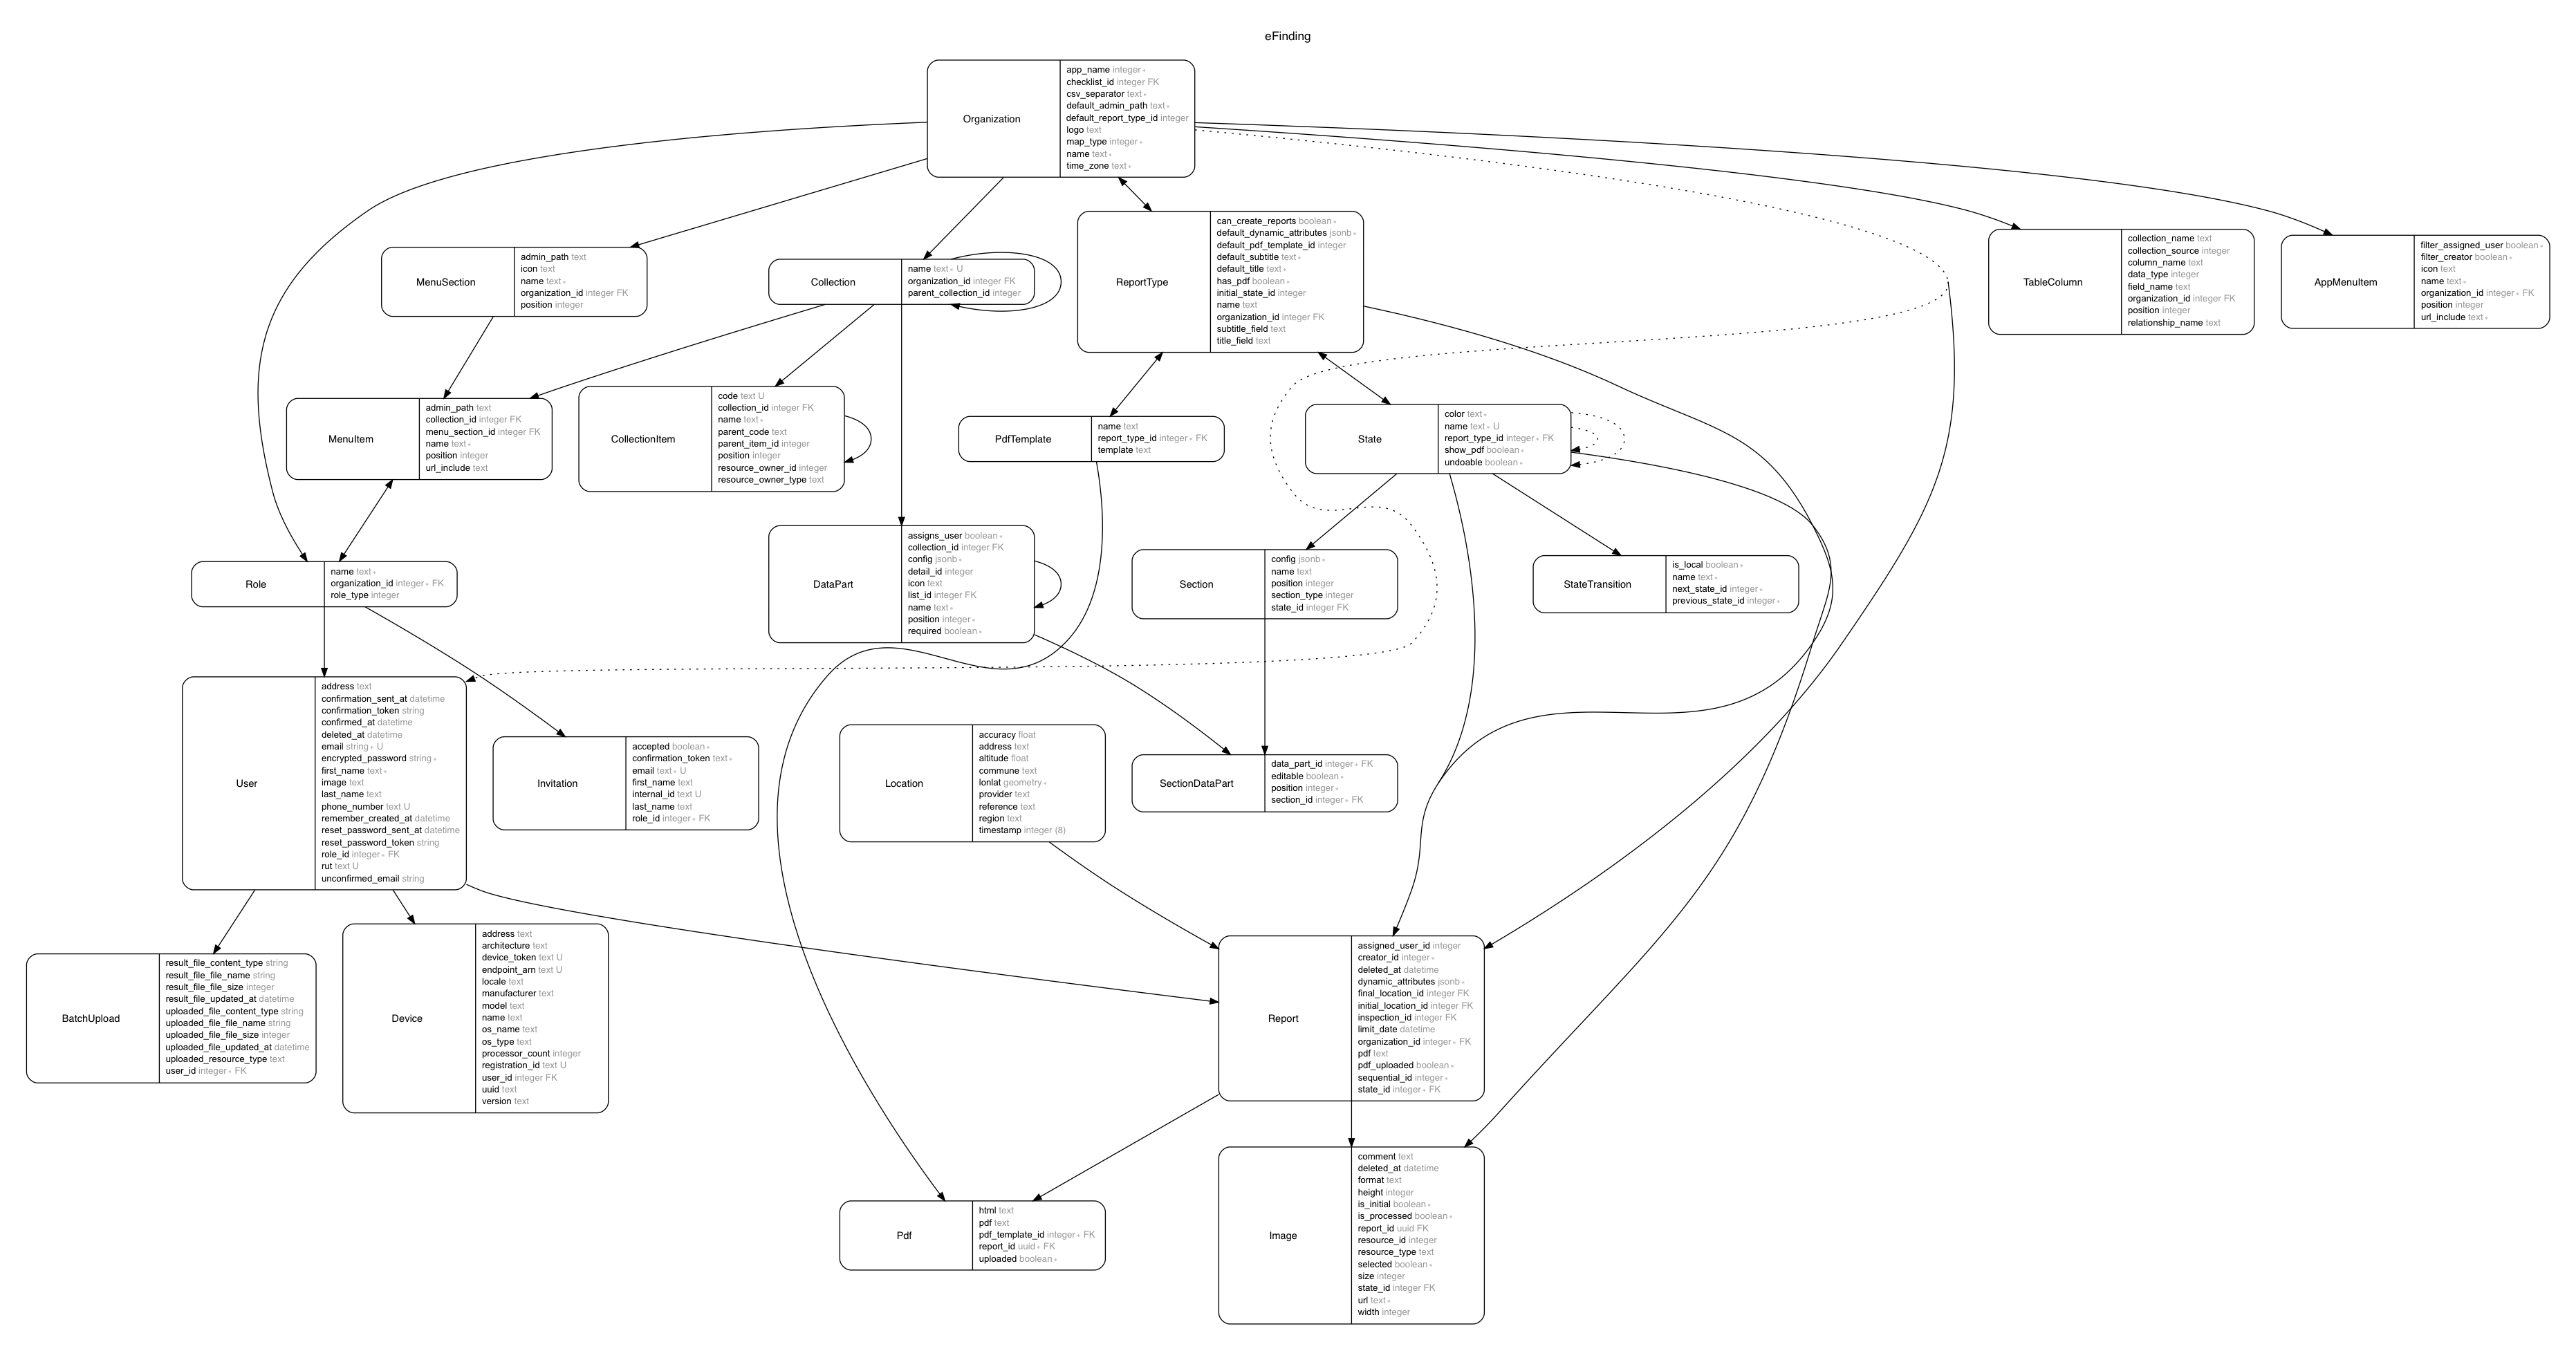 eFinding
Organization
app_name integer ∗
checklist_id integer FK
csv_separator text ∗
default_admin_path text ∗
default_report_type_id integer
logo text
map_type integer ∗
name text ∗
time_zone text ∗
MenuSection
admin_path text
icon text
name text ∗
organization_id integer FK
position integer
Collection
name text ∗ U
organization_id integer FK
parent_collection_id integer
ReportType
can_create_reports boolean ∗
default_dynamic_attributes jsonb ∗
default_pdf_template_id integer
default_subtitle text ∗
default_title text ∗
has_pdf boolean ∗
initial_state_id integer
name text
organization_id integer FK
subtitle_field text
title_field text
TableColumn
collection_name text
collection_source integer
column_name text
data_type integer
field_name text
organization_id integer FK
position integer
relationship_name text
AppMenuItem
filter_assigned_user boolean ∗
filter_creator boolean ∗
icon text
name text ∗
organization_id integer ∗ FK
position integer
url_include text ∗
MenuItem
admin_path text
collection_id integer FK
menu_section_id integer FK
name text ∗
position integer
url_include text
CollectionItem
code text U
collection_id integer FK
name text ∗
parent_code text
parent_item_id integer
position integer
resource_owner_id integer
resource_owner_type text
PdfTemplate
name text
report_type_id integer ∗ FK
template text
State
color text ∗
name text ∗ U
report_type_id integer ∗ FK
show_pdf boolean ∗
undoable boolean ∗
Role
name text ∗
organization_id integer ∗ FK
role_type integer
DataPart
assigns_user boolean ∗
collection_id integer FK
config jsonb ∗
detail_id integer
icon text
list_id integer FK
name text ∗
position integer ∗
required boolean ∗
Section
config jsonb ∗
name text
position integer
section_type integer
state_id integer FK
StateTransition
is_local boolean ∗
name text ∗
next_state_id integer ∗
previous_state_id integer ∗
User
address text
confirmation_sent_at datetime
confirmation_token string
confirmed_at datetime
deleted_at datetime
email string ∗ U
encrypted_password string ∗
first_name text ∗
image text
last_name text
phone_number text U
remember_created_at datetime
reset_password_sent_at datetime
reset_password_token string
role_id integer ∗ FK
rut text U
unconfirmed_email string
Invitation
accepted boolean ∗
confirmation_token text ∗
email text ∗ U
first_name text
internal_id text U
last_name text
role_id integer ∗ FK
Location
accuracy float
address text
altitude float
commune text
lonlat geometry ∗
provider text
reference text
region text
timestamp integer (8)
SectionDataPart
data_part_id integer ∗ FK
editable boolean ∗
position integer ∗
section_id integer ∗ FK
BatchUpload
result_file_content_type string
result_file_file_name string
result_file_file_size integer
result_file_updated_at datetime
uploaded_file_content_type string
uploaded_file_file_name string
uploaded_file_file_size integer
uploaded_file_updated_at datetime
uploaded_resource_type text
user_id integer ∗ FK
Device
address text
architecture text
device_token text U
endpoint_arn text U
locale text
manufacturer text
model text
name text
os_name text
os_type text
processor_count integer
registration_id text U
user_id integer FK
uuid text
version text
Report
assigned_user_id integer
creator_id integer ∗
deleted_at datetime
dynamic_attributes jsonb ∗
final_location_id integer FK
initial_location_id integer FK
inspection_id integer FK
limit_date datetime
organization_id integer ∗ FK
pdf text
pdf_uploaded boolean ∗
sequential_id integer ∗
state_id integer ∗ FK
Pdf
html text
pdf text
pdf_template_id integer ∗ FK
report_id uuid ∗ FK
uploaded boolean ∗
Image
comment text
deleted_at datetime
format text
height integer
is_initial boolean ∗
is_processed boolean ∗
report_id uuid FK
resource_id integer
resource_type text
selected boolean ∗
size integer
state_id integer FK
url text ∗
width integer